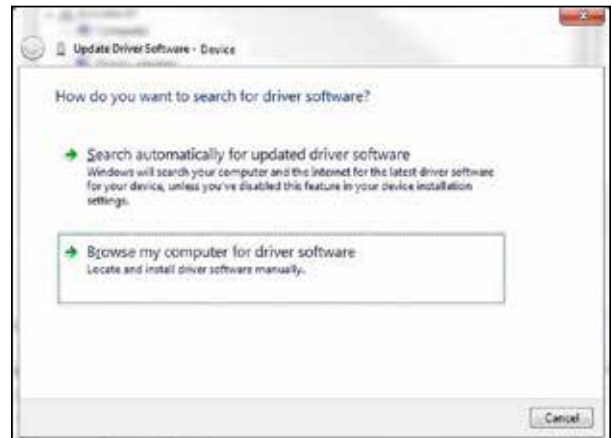 Update Driver Software - Device
How do you want to search for driver software?
Search automatically for updated driver software
Windows will search your computer and the Internet for the latest driver software
for your device, unless you've disabled this feature in your device installation
settings.
Browse my computer for driver software
Locate and install driver software manually.
Cancel